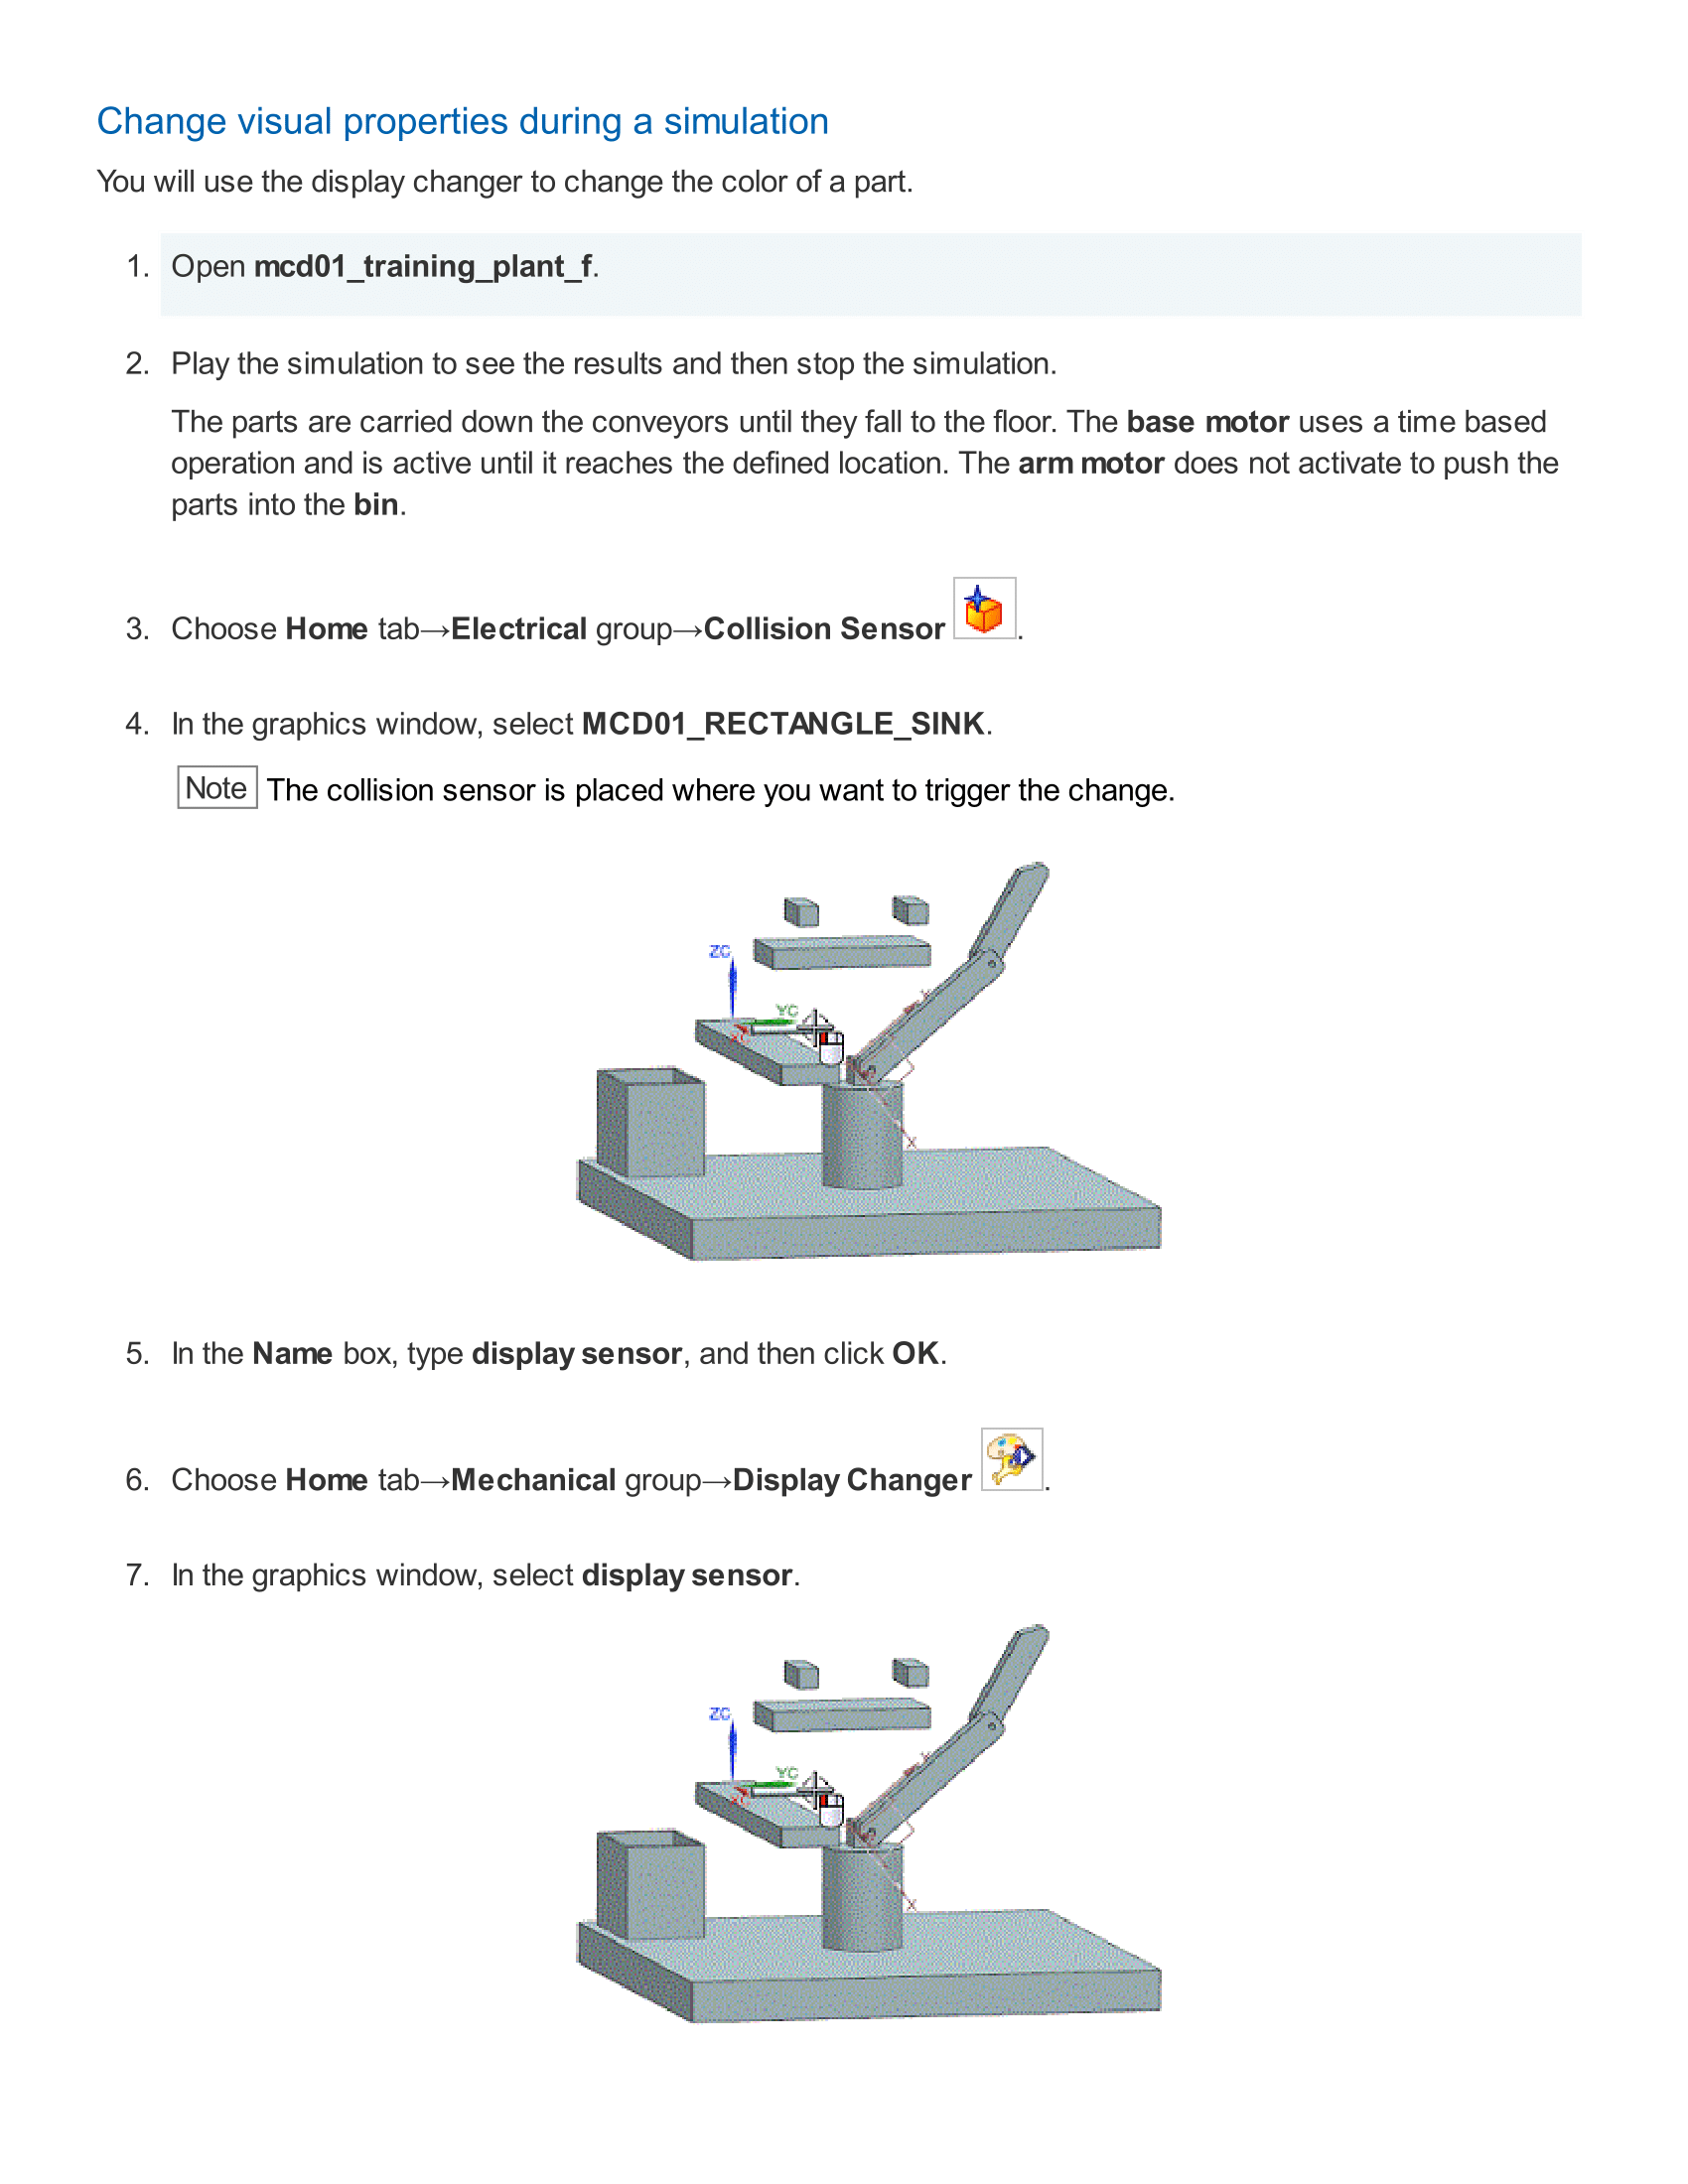 Change visual properties during a simulation
You will use the display changer to change the color of a part.
1. Open mcd01_training_plant_f.
2. Play the simulation to see the results and then stop the simulation.
The parts are carried down the conveyors until they fall to the floor. The base motor uses a time based
operation and is active until it reaches the defined location. The arm motor does not activate to push the
parts into the bin.
3. Choose Home tab→Electrical group→Collision Sensor .
4. In the graphics window, select MCD01_RECTANGLE_SINK.
Note The collision sensor is placed where you want to trigger the change.
ZC
YC
XC
Y
X
5. In the Name box, type display sensor, and then click OK.
6. Choose Home tab→Mechanical group→Display Changer .
7. In the graphics window, select display sensor.
ZC
YC
XC
Y
X